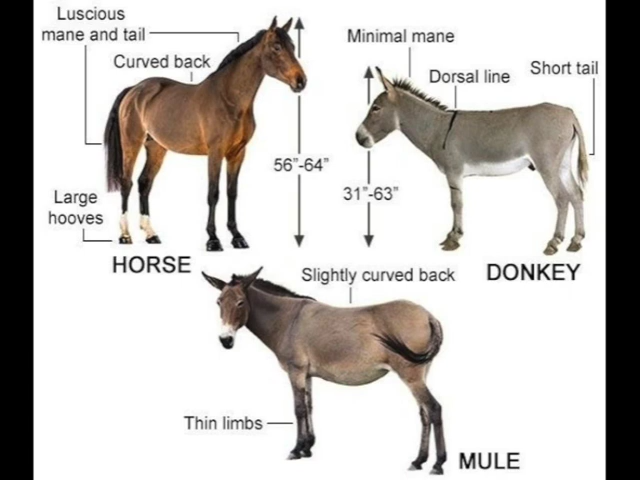 Luscious
mane and tail
Curved back
56”-64”
Large
hooves
HORSE
Minimal mane
Dorsal line
Short tail
31”-63”
DONKEY
Slightly curved back
Thin limbs
MULE